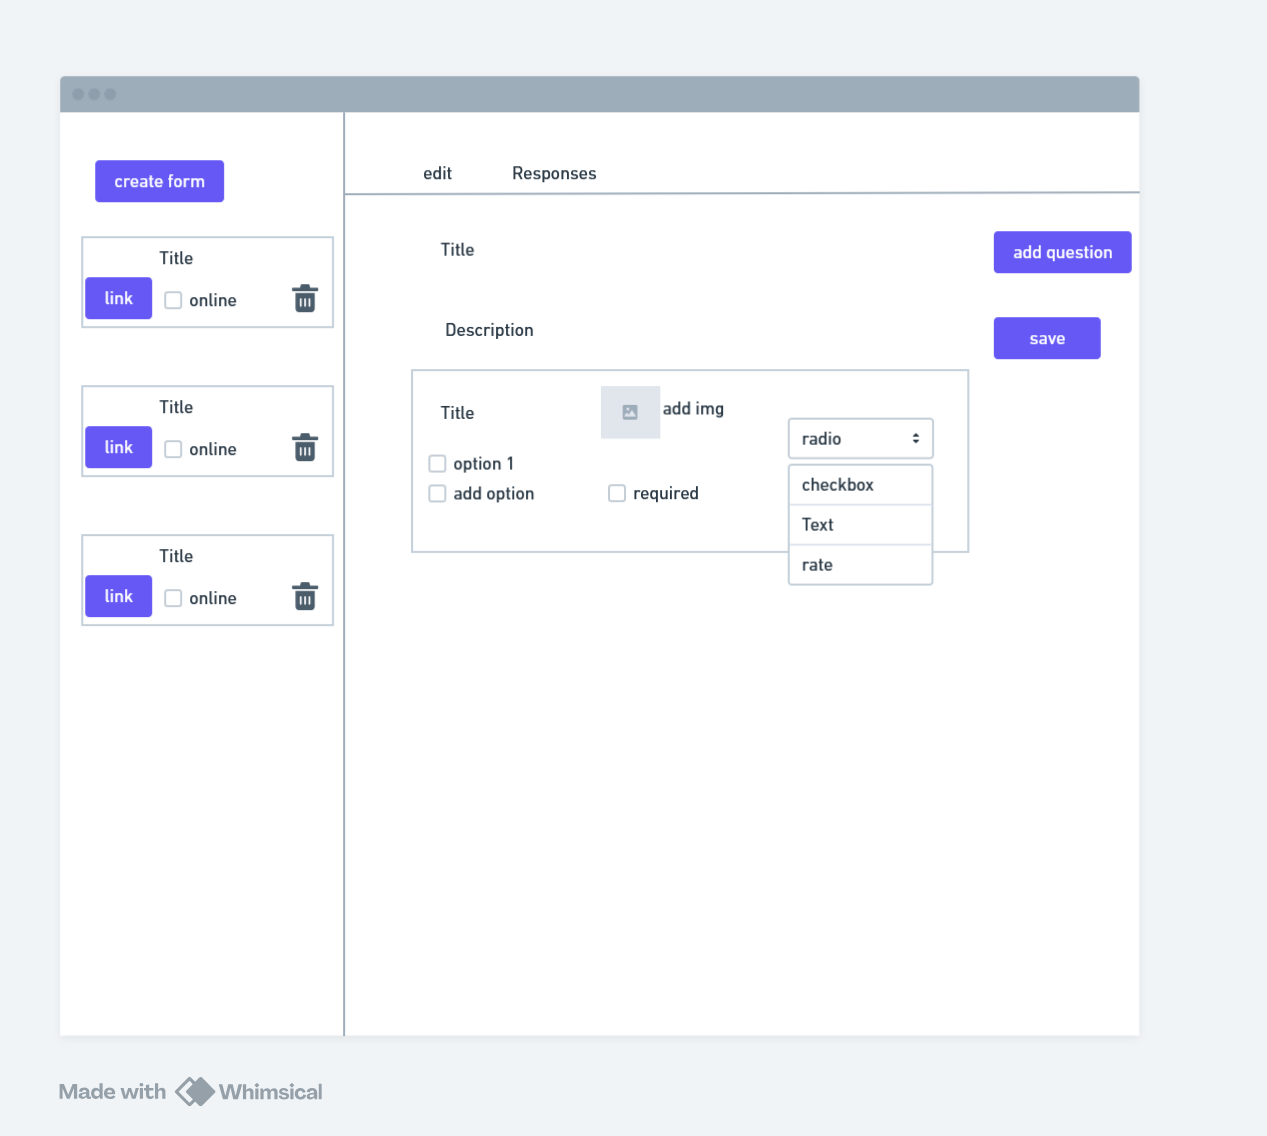 create form
Title
link
online
Title
link
online
Title
link
online
edit
Responses
Title
add question
Description
save
Title
add img
radio
option 1
checkbox
add option
required
Text
rate
Made with Whimsical